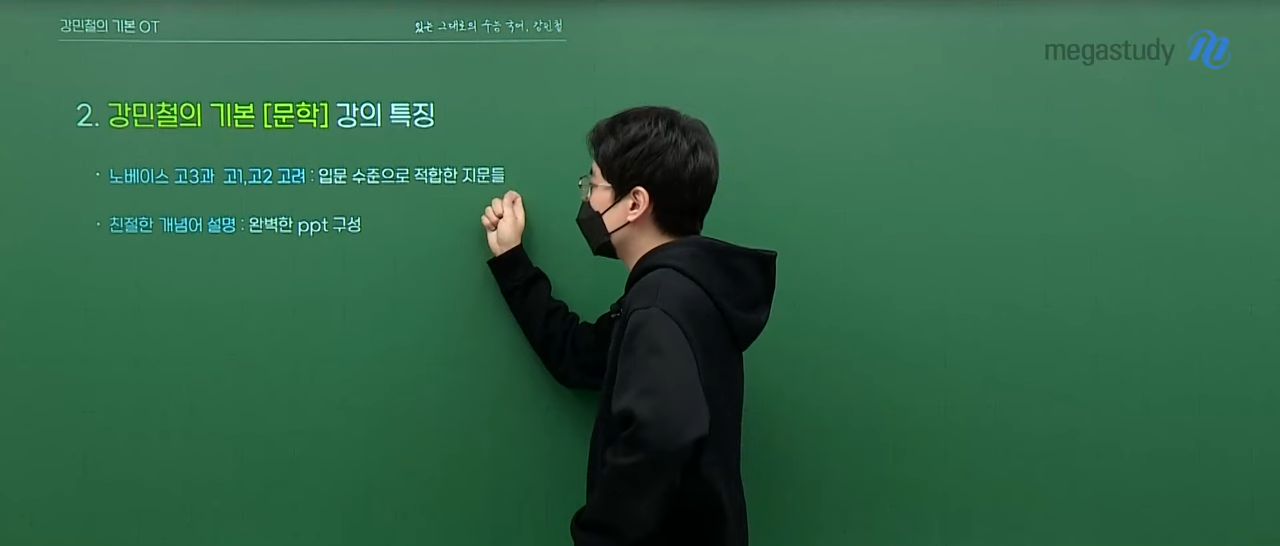 강민철의 기본 OT
있는 그대로의 수능 국어, 강민철
megastudy
2. 강민철의 기본 [문학] 강의 특징
· 노베이스 고3과 고1,고2 고려 : 입문 수준으로 적합한 지문들
· 친절한 개념어 설명 : 완벽한 ppt 구성